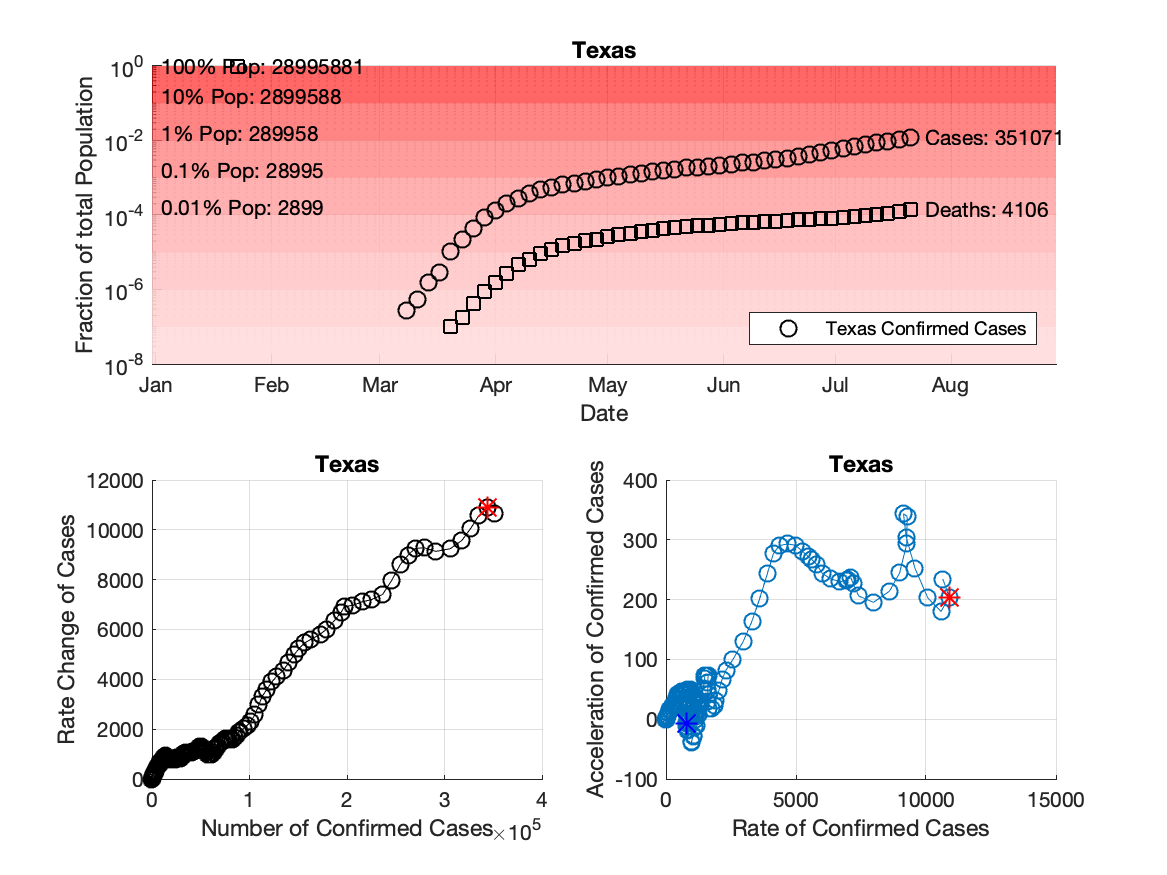 Texas
10^0
10^-2
10^-4
10^-6
10^-8
Fraction of total Population
100% Pop: 28995881
10% Pop: 2899588
1% Pop: 289958
0.1% Pop: 28995
0.01% Pop: 2899
Cases: 351071
Deaths: 4106
Texas Confirmed Cases
Jan Feb Mar Apr May Jun Jul Aug
Date
Texas
12000
10000
8000
6000
4000
2000
0
Rate Change of Cases
0 1 2 3 4
Number of Confirmed Cases ×10^5
Texas
400
300
200
100
0
-100
Acceleration of Confirmed Cases
0 5000 10000 15000
Rate of Confirmed Cases